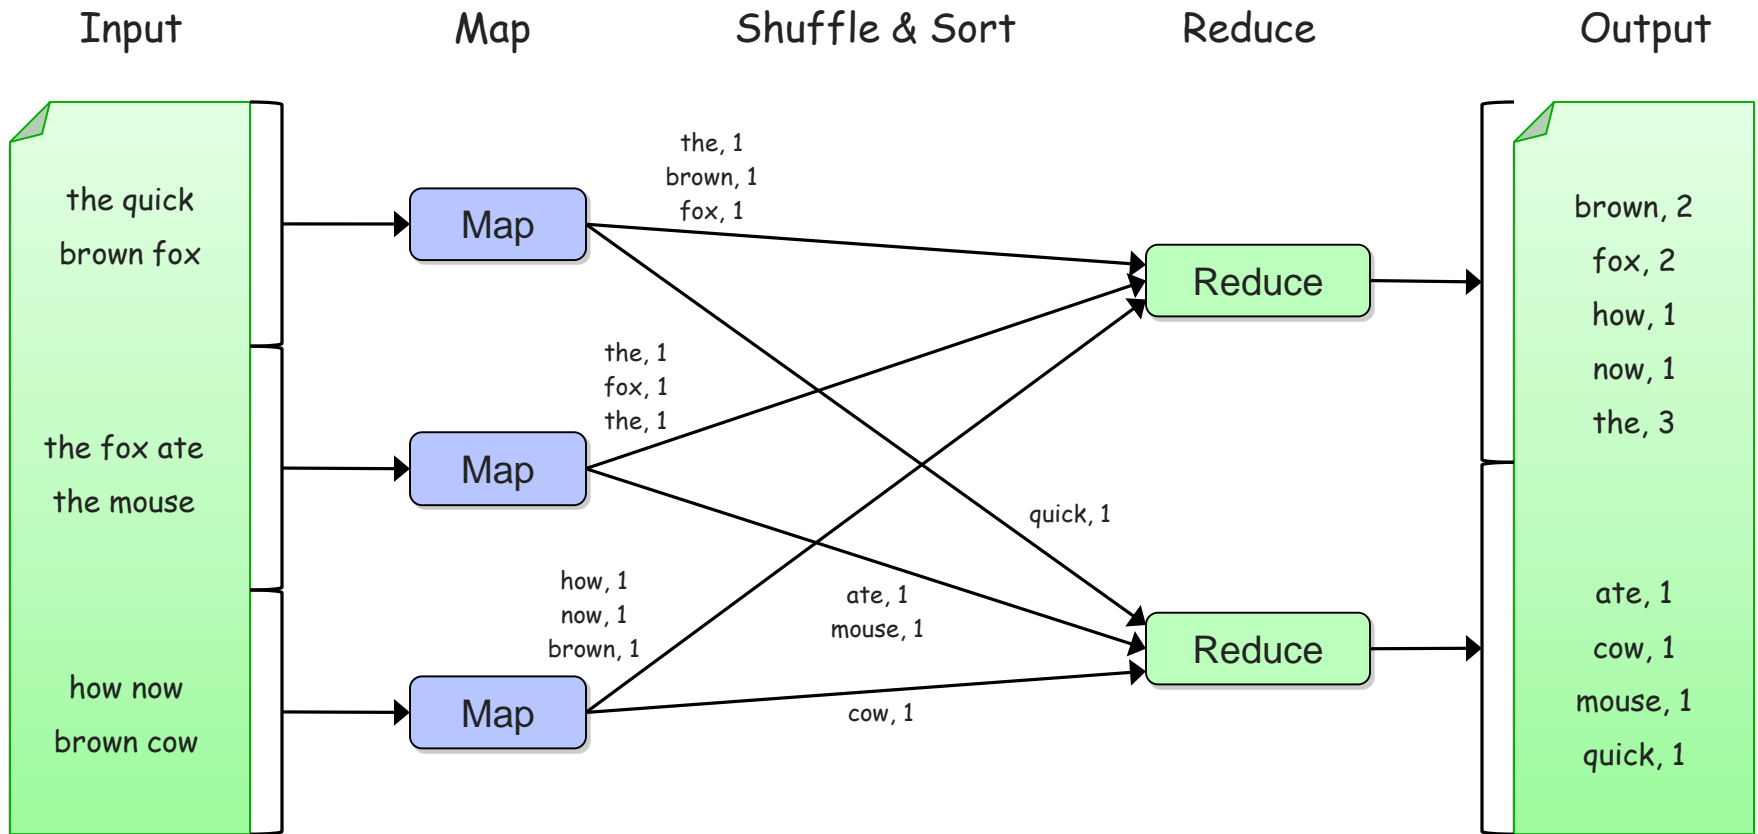 Input
Map
Shuffle & Sort
Reduce
Output
the quick
brown fox
the fox ate
the mouse
how now
brown cow
Map
Map
Map
the, 1
brown, 1
fox, 1
the, 1
fox, 1
the, 1
how, 1
now, 1
brown, 1
quick, 1
ate, 1
mouse, 1
cow, 1
Reduce
Reduce
brown, 2
fox, 2
how, 1
now, 1
the, 3
ate, 1
cow, 1
mouse, 1
quick, 1